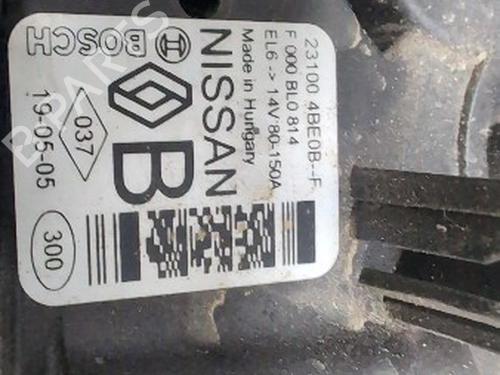 23100 4BE0B--F
F 000 BL0 814
EL6 -> 14V 80-150A
Made in Hungary
NISSAN
B
BOSCH
037
19-05-05
300
B-PARTS